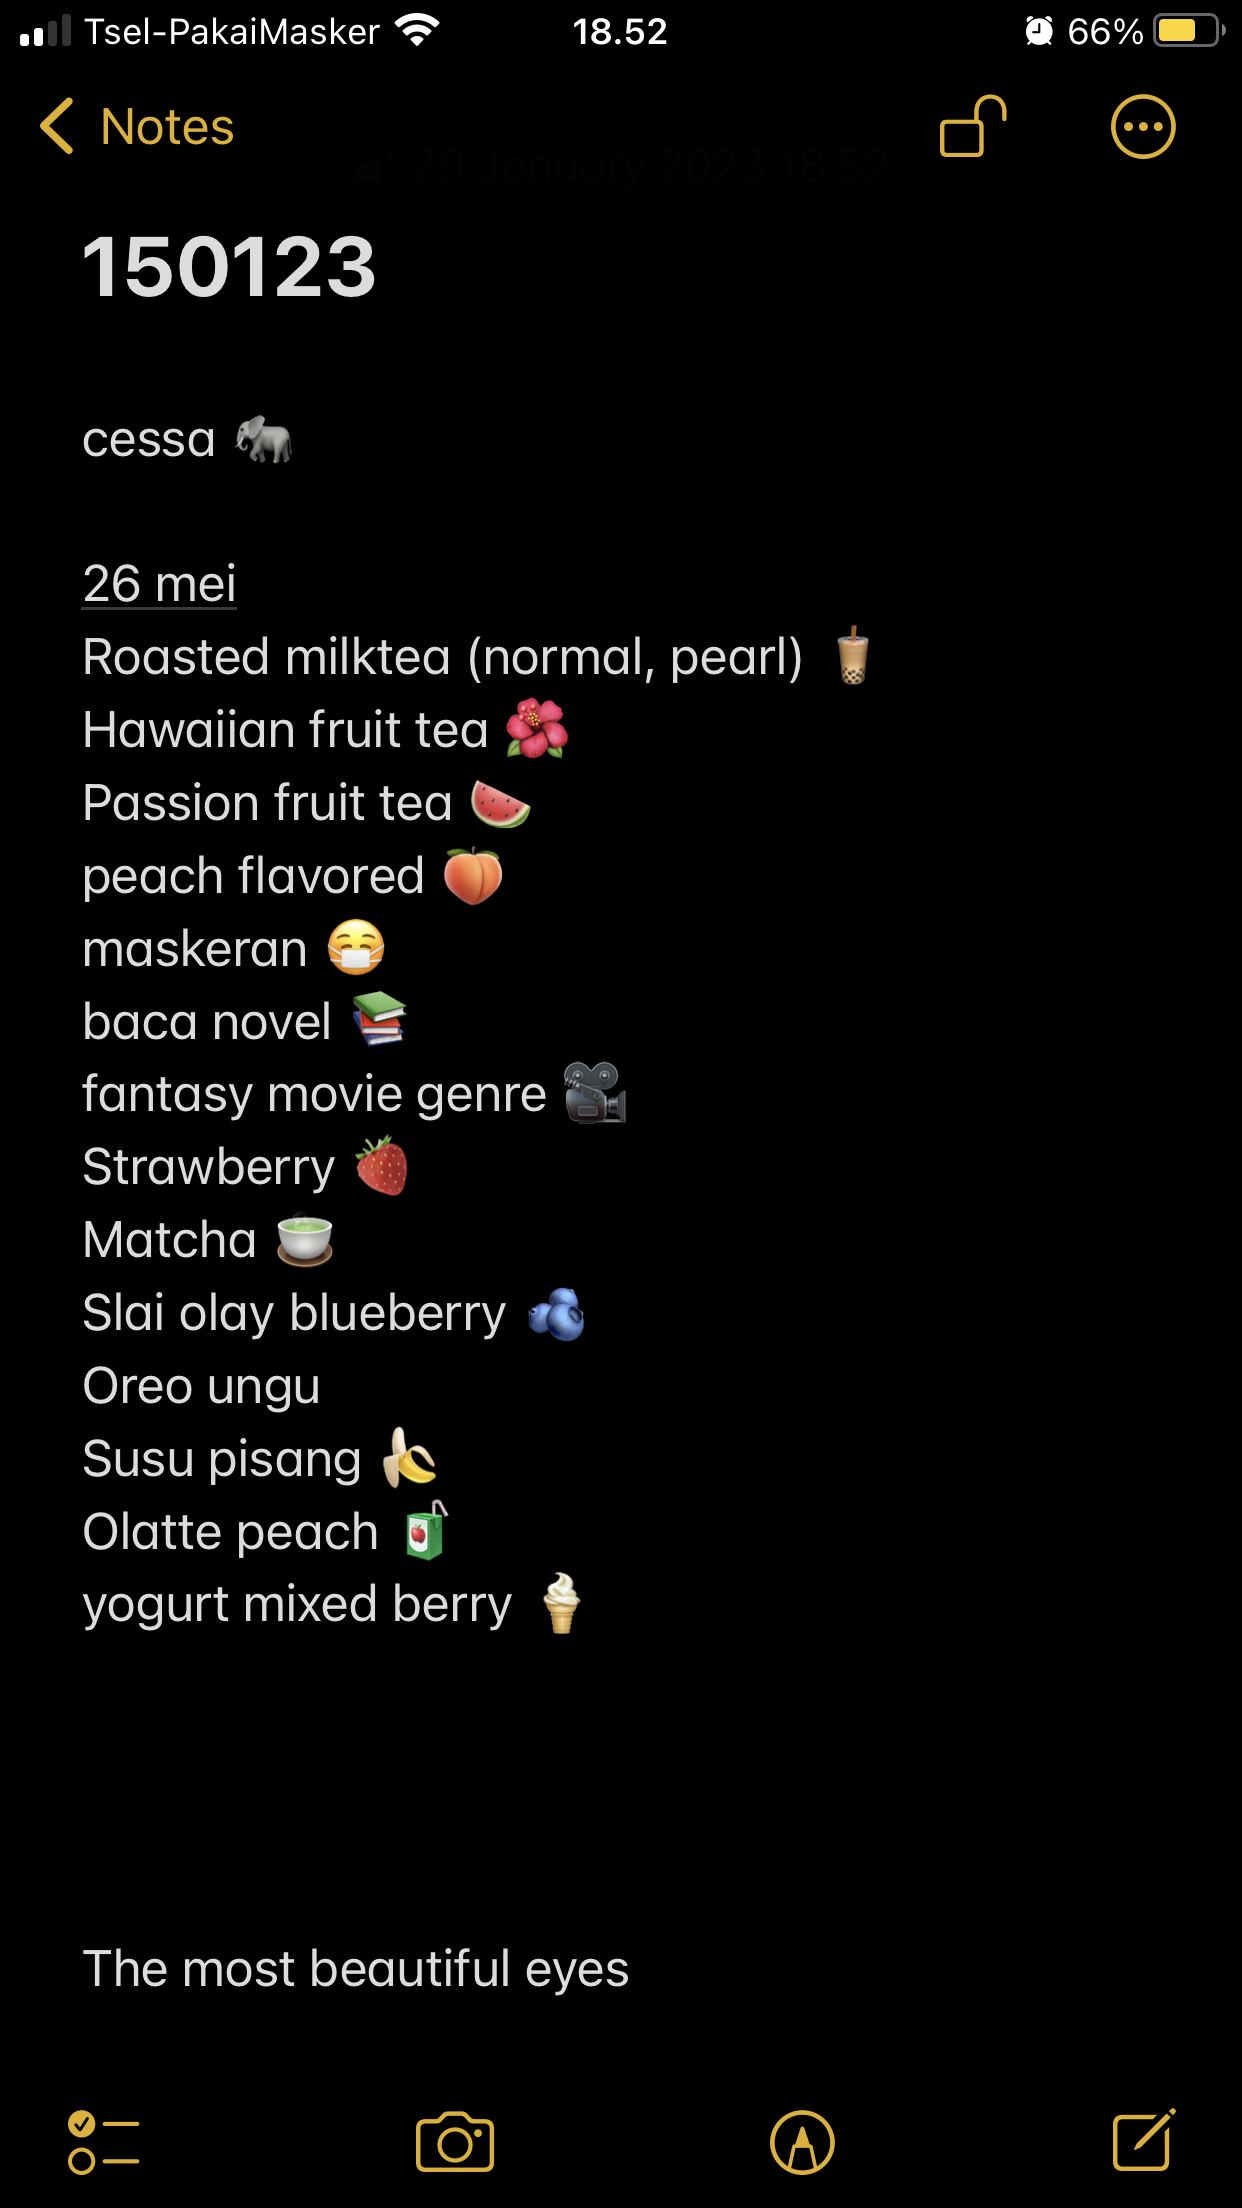 Tsel-PakaiMasker 18.52 66%
Notes
29 January 2023 18.52
150123
cessa 🐘
26 mei
Roasted milktea (normal, pearl) 🧋
Hawaiian fruit tea 🌺
Passion fruit tea 🍉
peach flavored 🍑
maskeran 😷
baca novel 📚
fantasy movie genre 🎥
Strawberry 🍓
Matcha 🍵
Slai olay blueberry 🫐
Oreo ungu
Susu pisang 🍌
Olatte peach 🧃
yogurt mixed berry 🍦
The most beautiful eyes